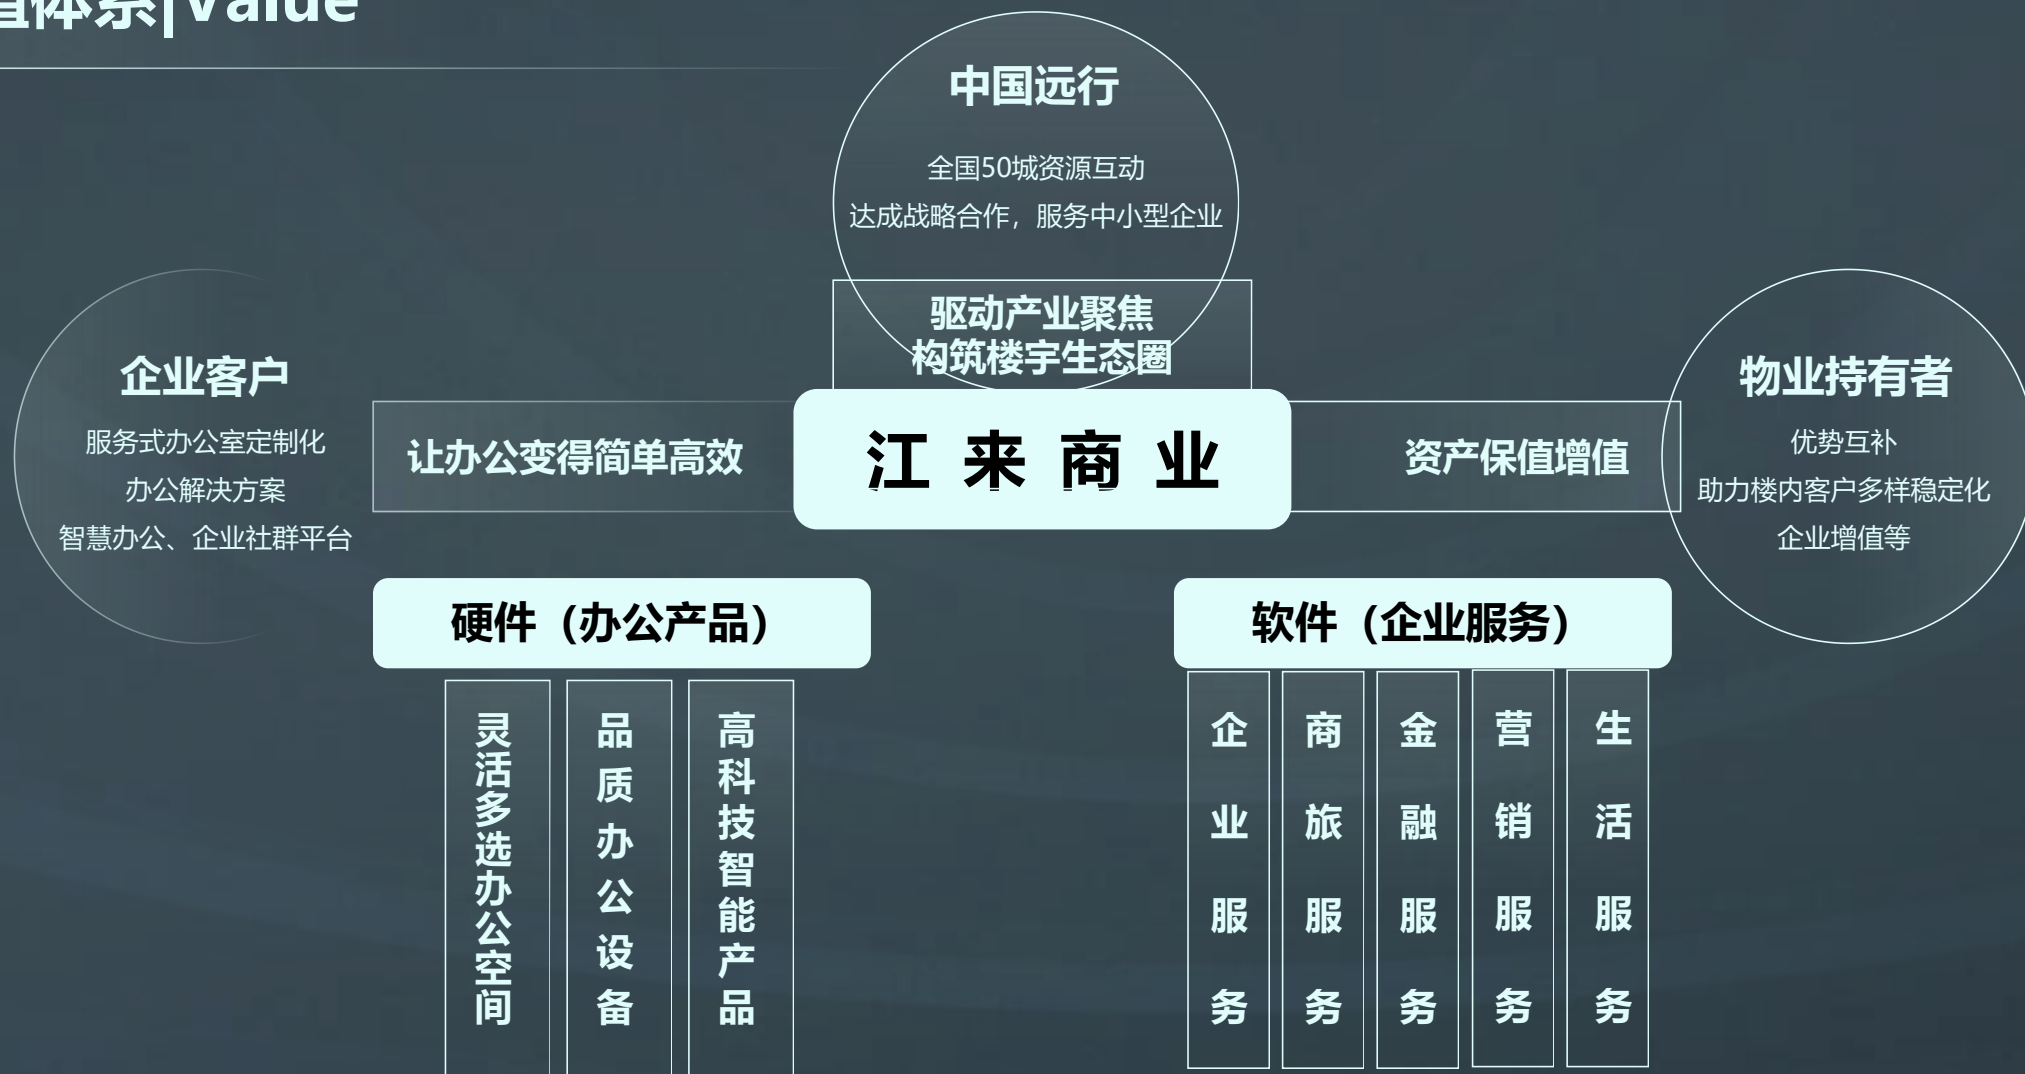 值体系|Value
中国远行
全国50城资源互动
达成战略合作，服务中小型企业
驱动产业聚焦
构筑楼宇生态圈
企业客户
服务式办公室定制化
办公解决方案
智慧办公、企业社群平台
让办公变得简单高效
江来商业
资产保值增值
物业持有者
优势互补
助力楼内客户多样稳定化
企业增值等
硬件（办公产品）
灵活多选办公空间
品质办公设备
高科技智能产品
软件（企业服务）
企业服务
商旅服务
金融服务
营销服务
生活服务